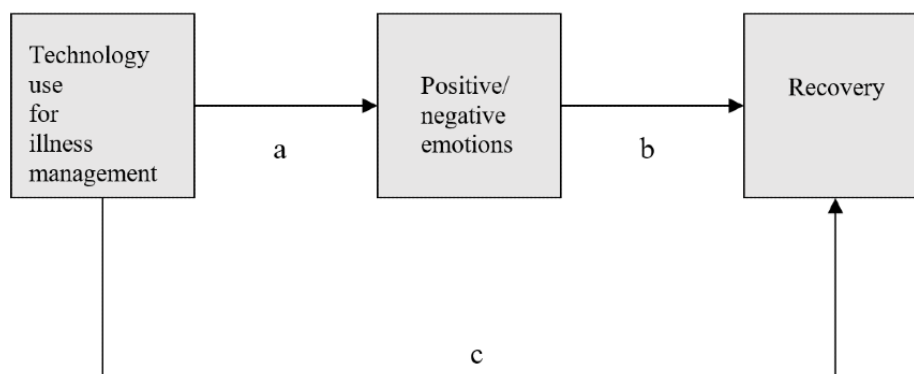 Technology
use
for
illness
management
a
Positive/
negative
emotions
b
Recovery
c